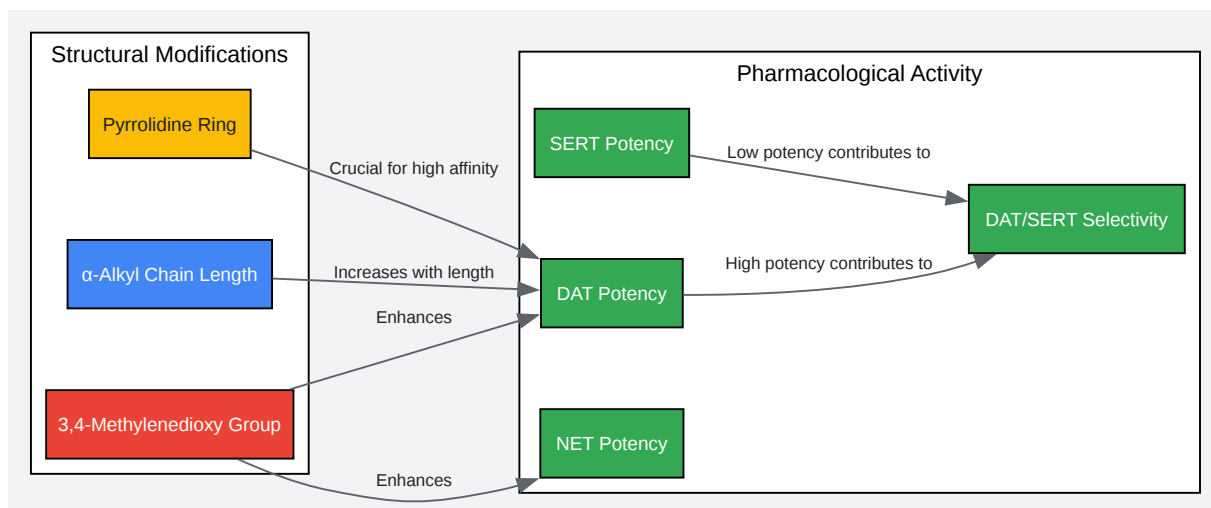 Structural Modifications
Pyrrolidine Ring
α-Alkyl Chain Length
3,4-Methylenedioxy Group
Crucial for high affinity
Increases with length
Enhances
Enhances
Pharmacological Activity
SERT Potency
DAT Potency
NET Potency
Low potency contributes to
High potency contributes to
DAT/SERT Selectivity